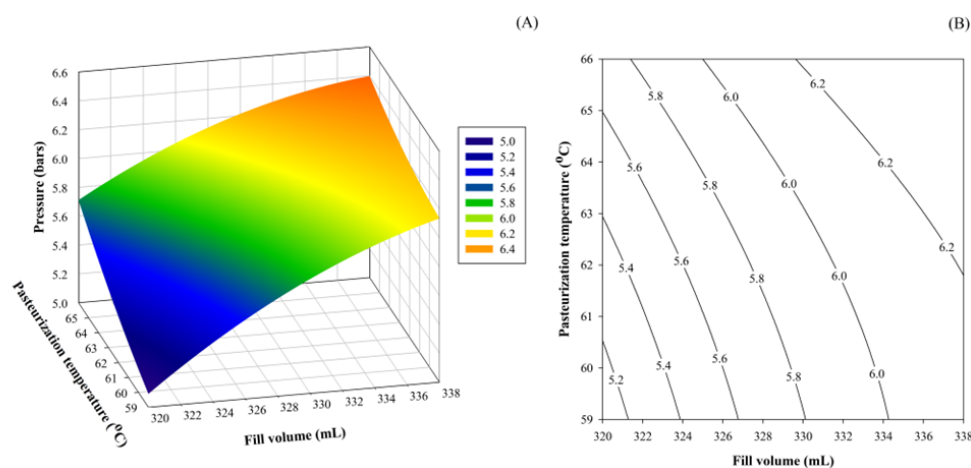 (A)
Pressure (bars)
6.6
6.4
6.2
6.0
5.8
5.6
5.4
5.2
5.0
Pasteurization temperature (⁰C)
65
64
63
62
61
60
59
320 322 324 326 328 330 332 334 336 338
Fill volume (mL)
5.0
5.2
5.4
5.6
5.8
6.0
6.2
6.4
(B)
Pasteurization temperature (⁰C)
66
65
64
63
62
61
60
59
5.8 6.0 6.2
5.6 5.8 6.0 6.2
5.4 5.6 5.8 6.0 6.2
5.2 5.4 5.6 5.8 6.0
320 322 324 326 328 330 332 334 336 338
Fill volume (mL)